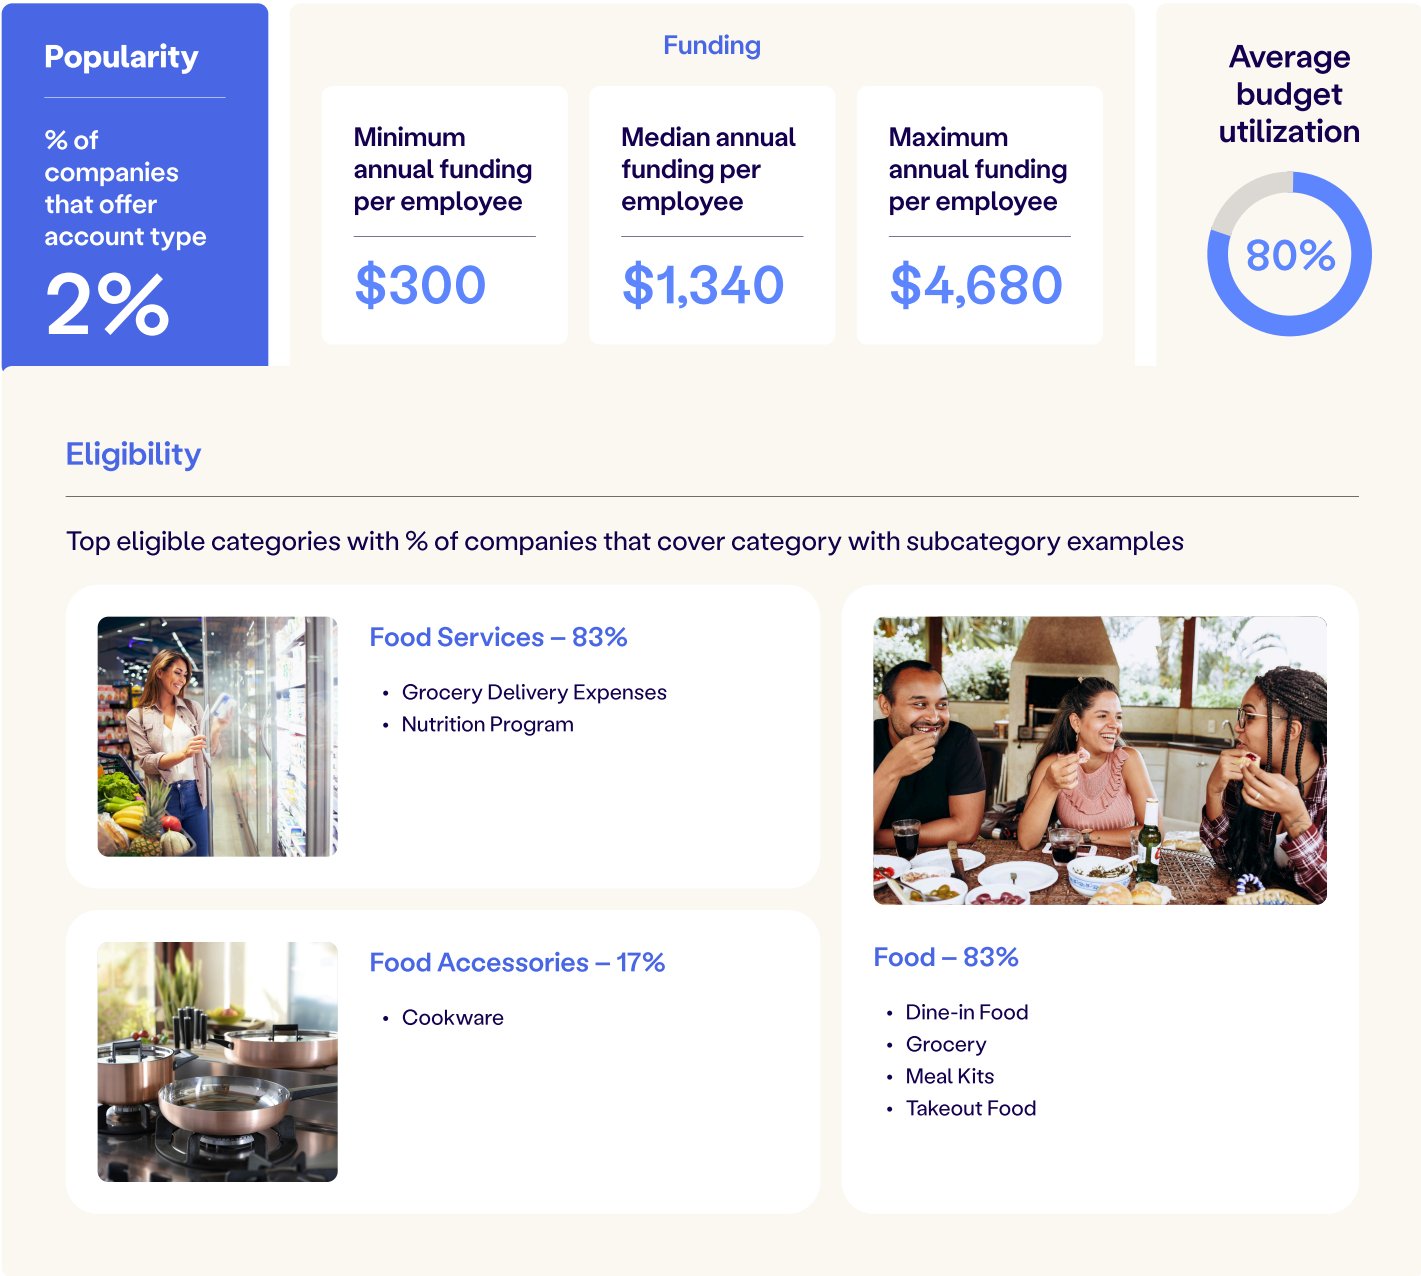 Popularity
% of
companies
that offer
account type
2%
Funding
Minimum
annual funding
per employee
$300
Median annual
funding per
employee
$1,340
Maximum
annual funding
per employee
$4,680
Average
budget
utilization
80%
Eligibility
Top eligible categories with % of companies that cover category with subcategory examples
Food Services – 83%
• Grocery Delivery Expenses
• Nutrition Program
Food Accessories – 17%
• Cookware
Food – 83%
• Dine-in Food
• Grocery
• Meal Kits
• Takeout Food